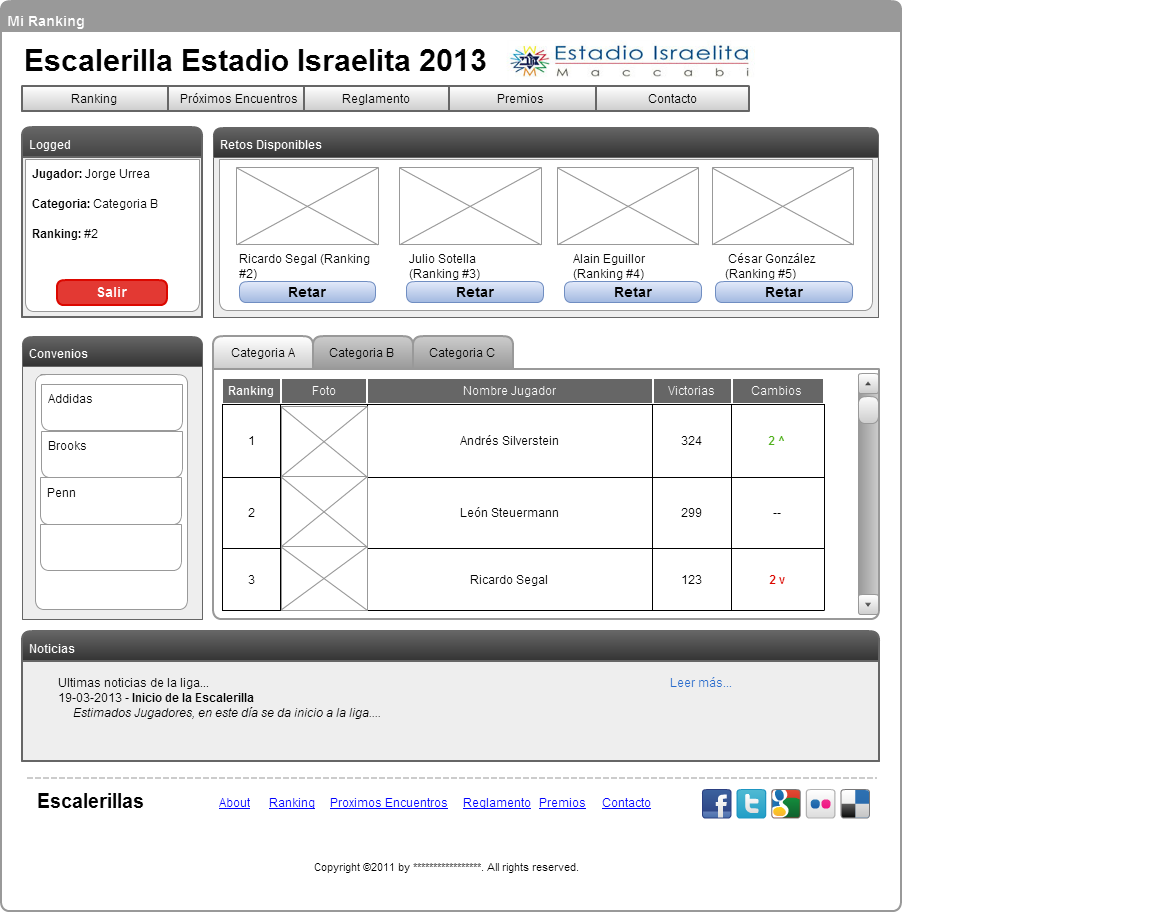 Mi Ranking
Escalerilla Estadio Israelita 2013
Estadio Israelita
Maccabi
Ranking
Próximos Encuentros
Reglamento
Premios
Contacto
Logged
Jugador: Jorge Urrea
Categoria: Categoria B
Ranking: #2
Salir
Retos Disponibles
Ricardo Segal (Ranking
#2)
Retar
Julio Sotella
(Ranking #3)
Retar
Alain Eguillor
(Ranking #4)
Retar
César González
(Ranking #5)
Retar
Convenios
Addidas
Brooks
Penn
Categoria A
Categoria B
Categoria C
Ranking Foto Nombre Jugador Victorias Cambios
1 Andrés Silverstein 324 2 ^
2 León Steuermann 299 --
3 Ricardo Segal 123 2 v
Noticias
Ultimas noticias de la liga...
Leer más...
19-03-2013 - Inicio de la Escalerilla
Estimados Jugadores, en este día se da inicio a la liga....
Escalerillas
About
Ranking
Proximos Encuentros
Reglamento
Premios
Contacto
Copyright ©2011 by *****************. All rights reserved.